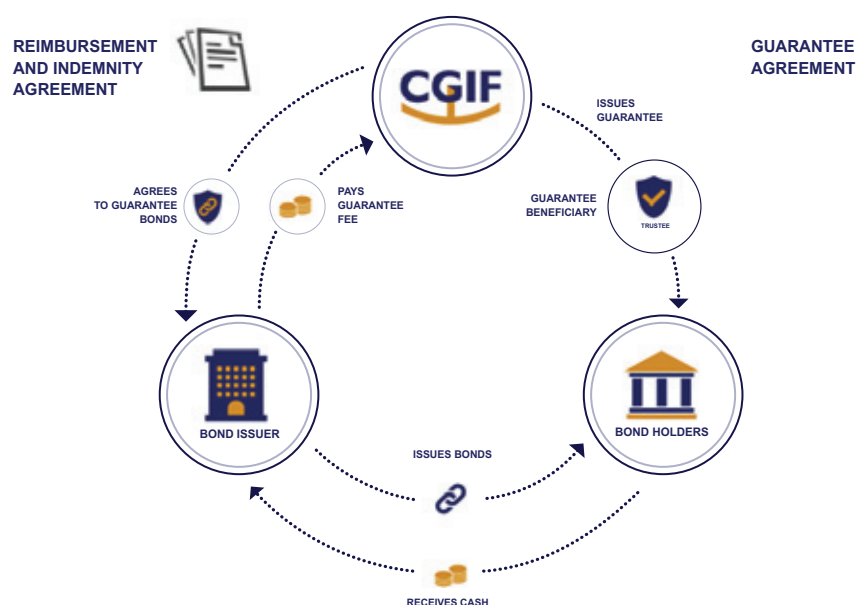 REIMBURSEMENT
AND INDEMNITY
AGREEMENT
GUARANTEE
AGREEMENT
CGIF
ISSUES
GUARANTEE
AGREES
TO GUARANTEE
BONDS
PAYS
GUARANTEE
FEE
GUARANTEE
BENEFICIARY
TRUSTEE
BOND ISSUER
BOND HOLDERS
ISSUES BONDS
RECEIVES CASH